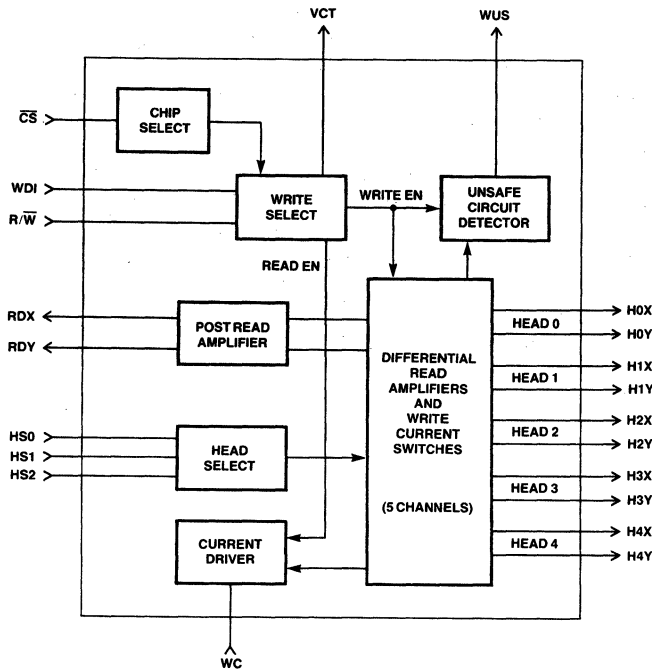 VCT
WUS
CS
CHIP
SELECT
WDI
R/W
WRITE
SELECT
WRITE EN
UNSAFE
CIRCUIT
DETECTOR
READ EN
RDX
RDY
POST READ
AMPLIFIER
DIFFERENTIAL
READ
AMPLIFIERS
AND
WRITE
CURRENT
SWITCHES
(5 CHANNELS)
HS0
HS1
HS2
HEAD
SELECT
CURRENT
DRIVER
WC
H0X
HEAD 0
H0Y
H1X
HEAD 1
H1Y
H2X
HEAD 2
H2Y
H3X
HEAD 3
H3Y
H4X
HEAD 4
H4Y